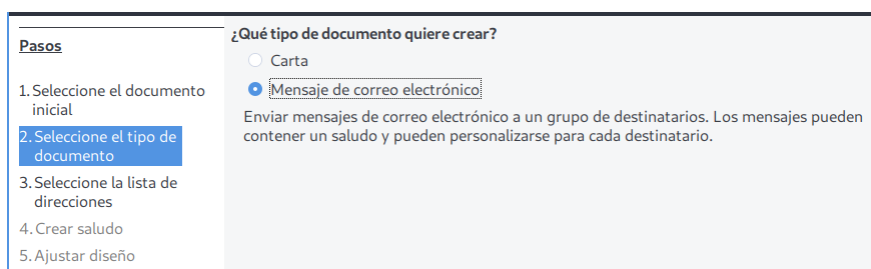 Pasos
1. Seleccione el documento
inicial
2. Seleccione el tipo de
documento
3. Seleccione la lista de
direcciones
4. Crear saludo
5. Ajustar diseño
¿Qué tipo de documento quiere crear?
Carta
Mensaje de correo electrónico
Enviar mensajes de correo electrónico a un grupo de destinatarios. Los mensajes pueden
contener un saludo y pueden personalizarse para cada destinatario.